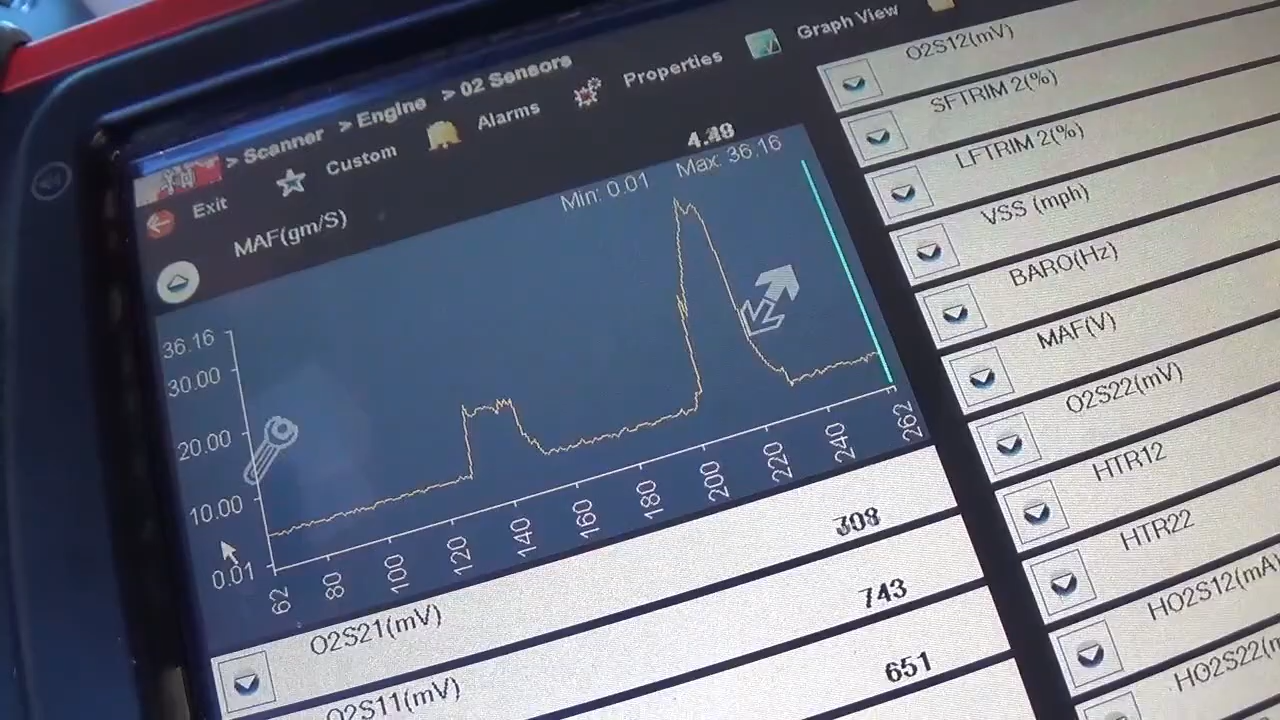 > Scanner > Engine > 02 Sensors
Exit
Custom
Alarms
Properties
Graph View
MAF(gm/S)
Min: 0.01
Max: 36.16
36.16
30.00
20.00
10.00
0.01
62
80
100
120
140
160
180
200
220
240
262
O2S21(mV)
308
O2S11(mV)
743
651
O2S12(mV)
SFTRIM 2(%)
LFTRIM 2(%)
VSS (mph)
BARO(Hz)
MAF(V)
O2S22(mV)
HTR12
HTR22
HO2S12(mA)